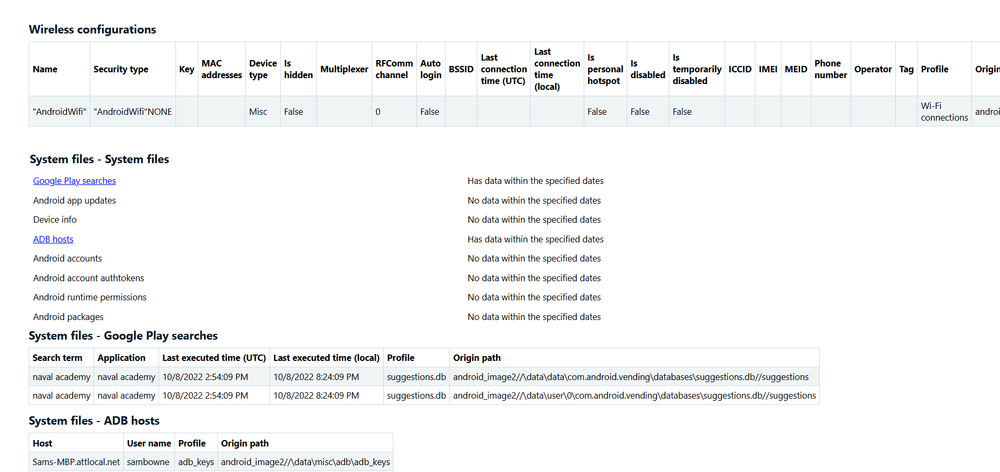 Wireless configurations
Name Security type Key MAC addresses Device type Is hidden Multiplexer RFComm channel Auto login BSSID Last connection time (UTC) Last connection time (local) Is personal hotspot Is disabled Is temporarily disabled ICCID IMEI MEID Phone number Operator Tag Profile Origin
"AndroidWifi" "AndroidWifi"NONE Misc False 0 False False False False Wi-Fi connections androi
System files - System files
Google Play searches Has data within the specified dates
Android app updates No data within the specified dates
Device info No data within the specified dates
ADB hosts Has data within the specified dates
Android accounts No data within the specified dates
Android account authtokens No data within the specified dates
Android runtime permissions No data within the specified dates
Android packages No data within the specified dates
System files - Google Play searches
Search term Application Last executed time (UTC) Last executed time (local) Profile Origin path
naval academy naval academy 10/8/2022 2:54:09 PM 10/8/2022 8:24:09 PM suggestions.db android_image2//\data\data\com.android.vending\databases\suggestions.db//suggestions
naval academy naval academy 10/8/2022 2:54:09 PM 10/8/2022 8:24:09 PM suggestions.db android_image2//\data\user\0\com.android.vending\databases\suggestions.db//suggestions
System files - ADB hosts
Host User name Profile Origin path
Sams-MBP.attlocal.net sambowne adb_keys android_image2//\data\misc\adb\adb_keys